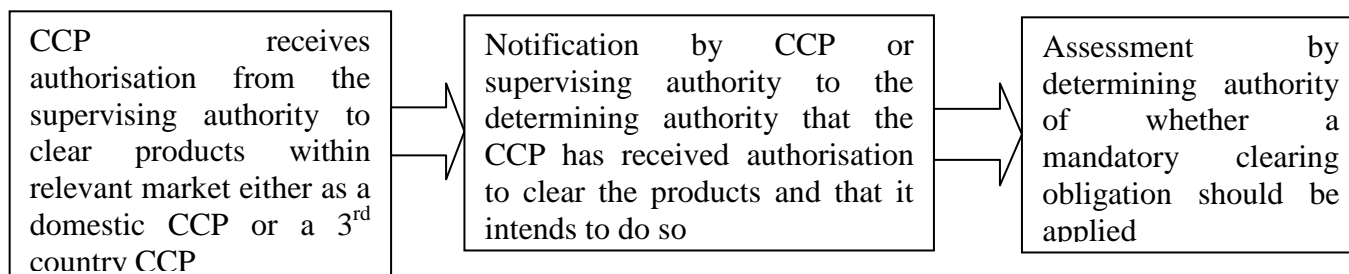 CCP receives
authorisation from the
supervising authority to
clear products within
relevant market either as a
domestic CCP or a 3rd
country CCP
Notification by CCP or
supervising authority to the
determining authority that the
CCP has received authorisation
to clear the products and that it
intends to do so
Assessment by
determining authority
of whether a
mandatory clearing
obligation should be
applied